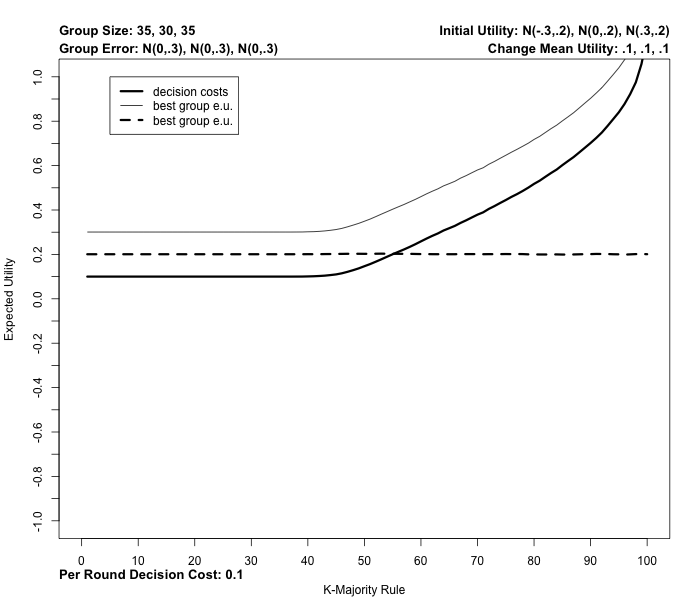 Group Size: 35, 30, 35
Initial Utility: N(-.3,.2), N(0,.2), N(.3,.2)
Group Error: N(0,.3), N(0,.3), N(0,.3)
Change Mean Utility: .1, .1, .1
decision costs
best group e.u.
best group e.u.
Expected Utility
1.0
0.8
0.6
0.4
0.2
0.0
-0.2
-0.4
-0.6
-0.8
-1.0
0 10 20 30 40 50 60 70 80 90 100
Per Round Decision Cost: 0.1
K-Majority Rule